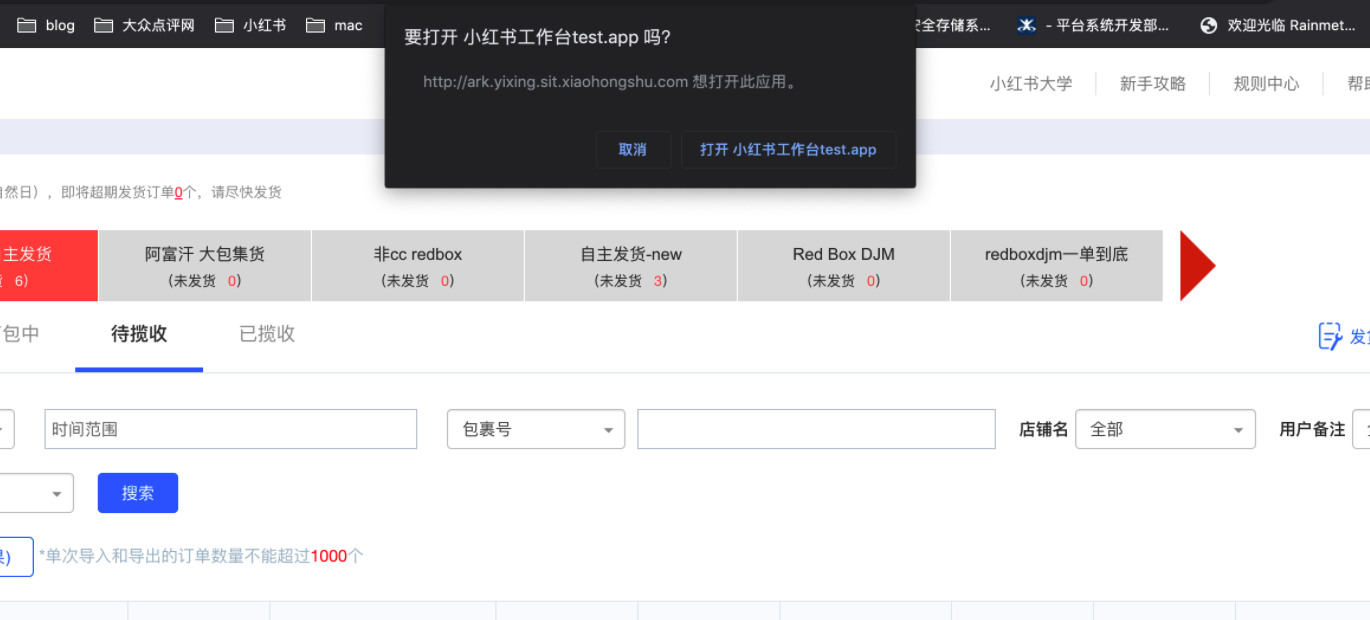 blog 大众点评网 小红书 mac
全存储系... - 平台系统开发部... 欢迎光临 Rainmet...
要打开 小红书工作台test.app 吗?
http://ark.yixing.sit.xiaohongshu.com 想打开此应用。
取消 打开 小红书工作台test.app
小红书大学 新手攻略 规则中心 帮
自然日），即将超期发货订单0个，请尽快发货
主发货 阿富汗 大包集货 非cc redbox 自主发货-new Red Box DJM redboxdjm一单到底
6) (未发货 0) (未发货 0) (未发货 3) (未发货 0) (未发货 0)
包中 待揽收 已揽收 发
时间范围 包裹号 店铺名 全部 用户备注
搜索
*单次导入和导出的订单数量不能超过1000个